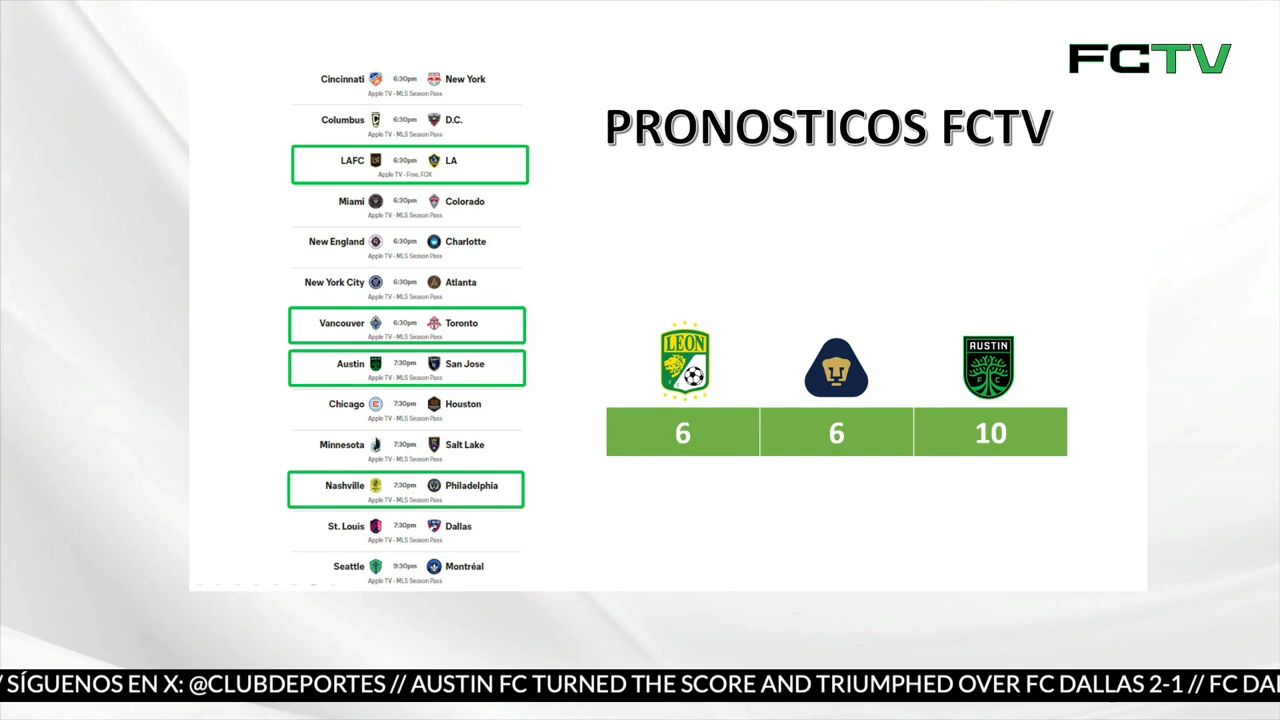 FCTV
PRONOSTICOS FCTV
Cincinnati 6:30pm New York
Apple TV - MLS Season Pass
Columbus 6:30pm D.C.
Apple TV - MLS Season Pass
LAFC 6:30pm LA
Apple TV - Free, FOX
Miami 6:30pm Colorado
Apple TV - MLS Season Pass
New England 6:30pm Charlotte
Apple TV - MLS Season Pass
New York City 6:30pm Atlanta
Apple TV - MLS Season Pass
Vancouver 6:30pm Toronto
Apple TV - MLS Season Pass
Austin 7:30pm San Jose
Apple TV - MLS Season Pass
Chicago 7:30pm Houston
Apple TV - MLS Season Pass
Minnesota 7:30pm Salt Lake
Apple TV - MLS Season Pass
Nashville 7:30pm Philadelphia
Apple TV - MLS Season Pass
St. Louis 7:30pm Dallas
Apple TV - MLS Season Pass
Seattle 9:30pm Montréal
Apple TV - MLS Season Pass
LEON
AUSTIN
FC
6 6 10
/ SÍGUENOS EN X: @CLUBDEPORTES // AUSTIN FC TURNED THE SCORE AND TRIUMPHED OVER FC DALLAS 2-1 // FC DAL